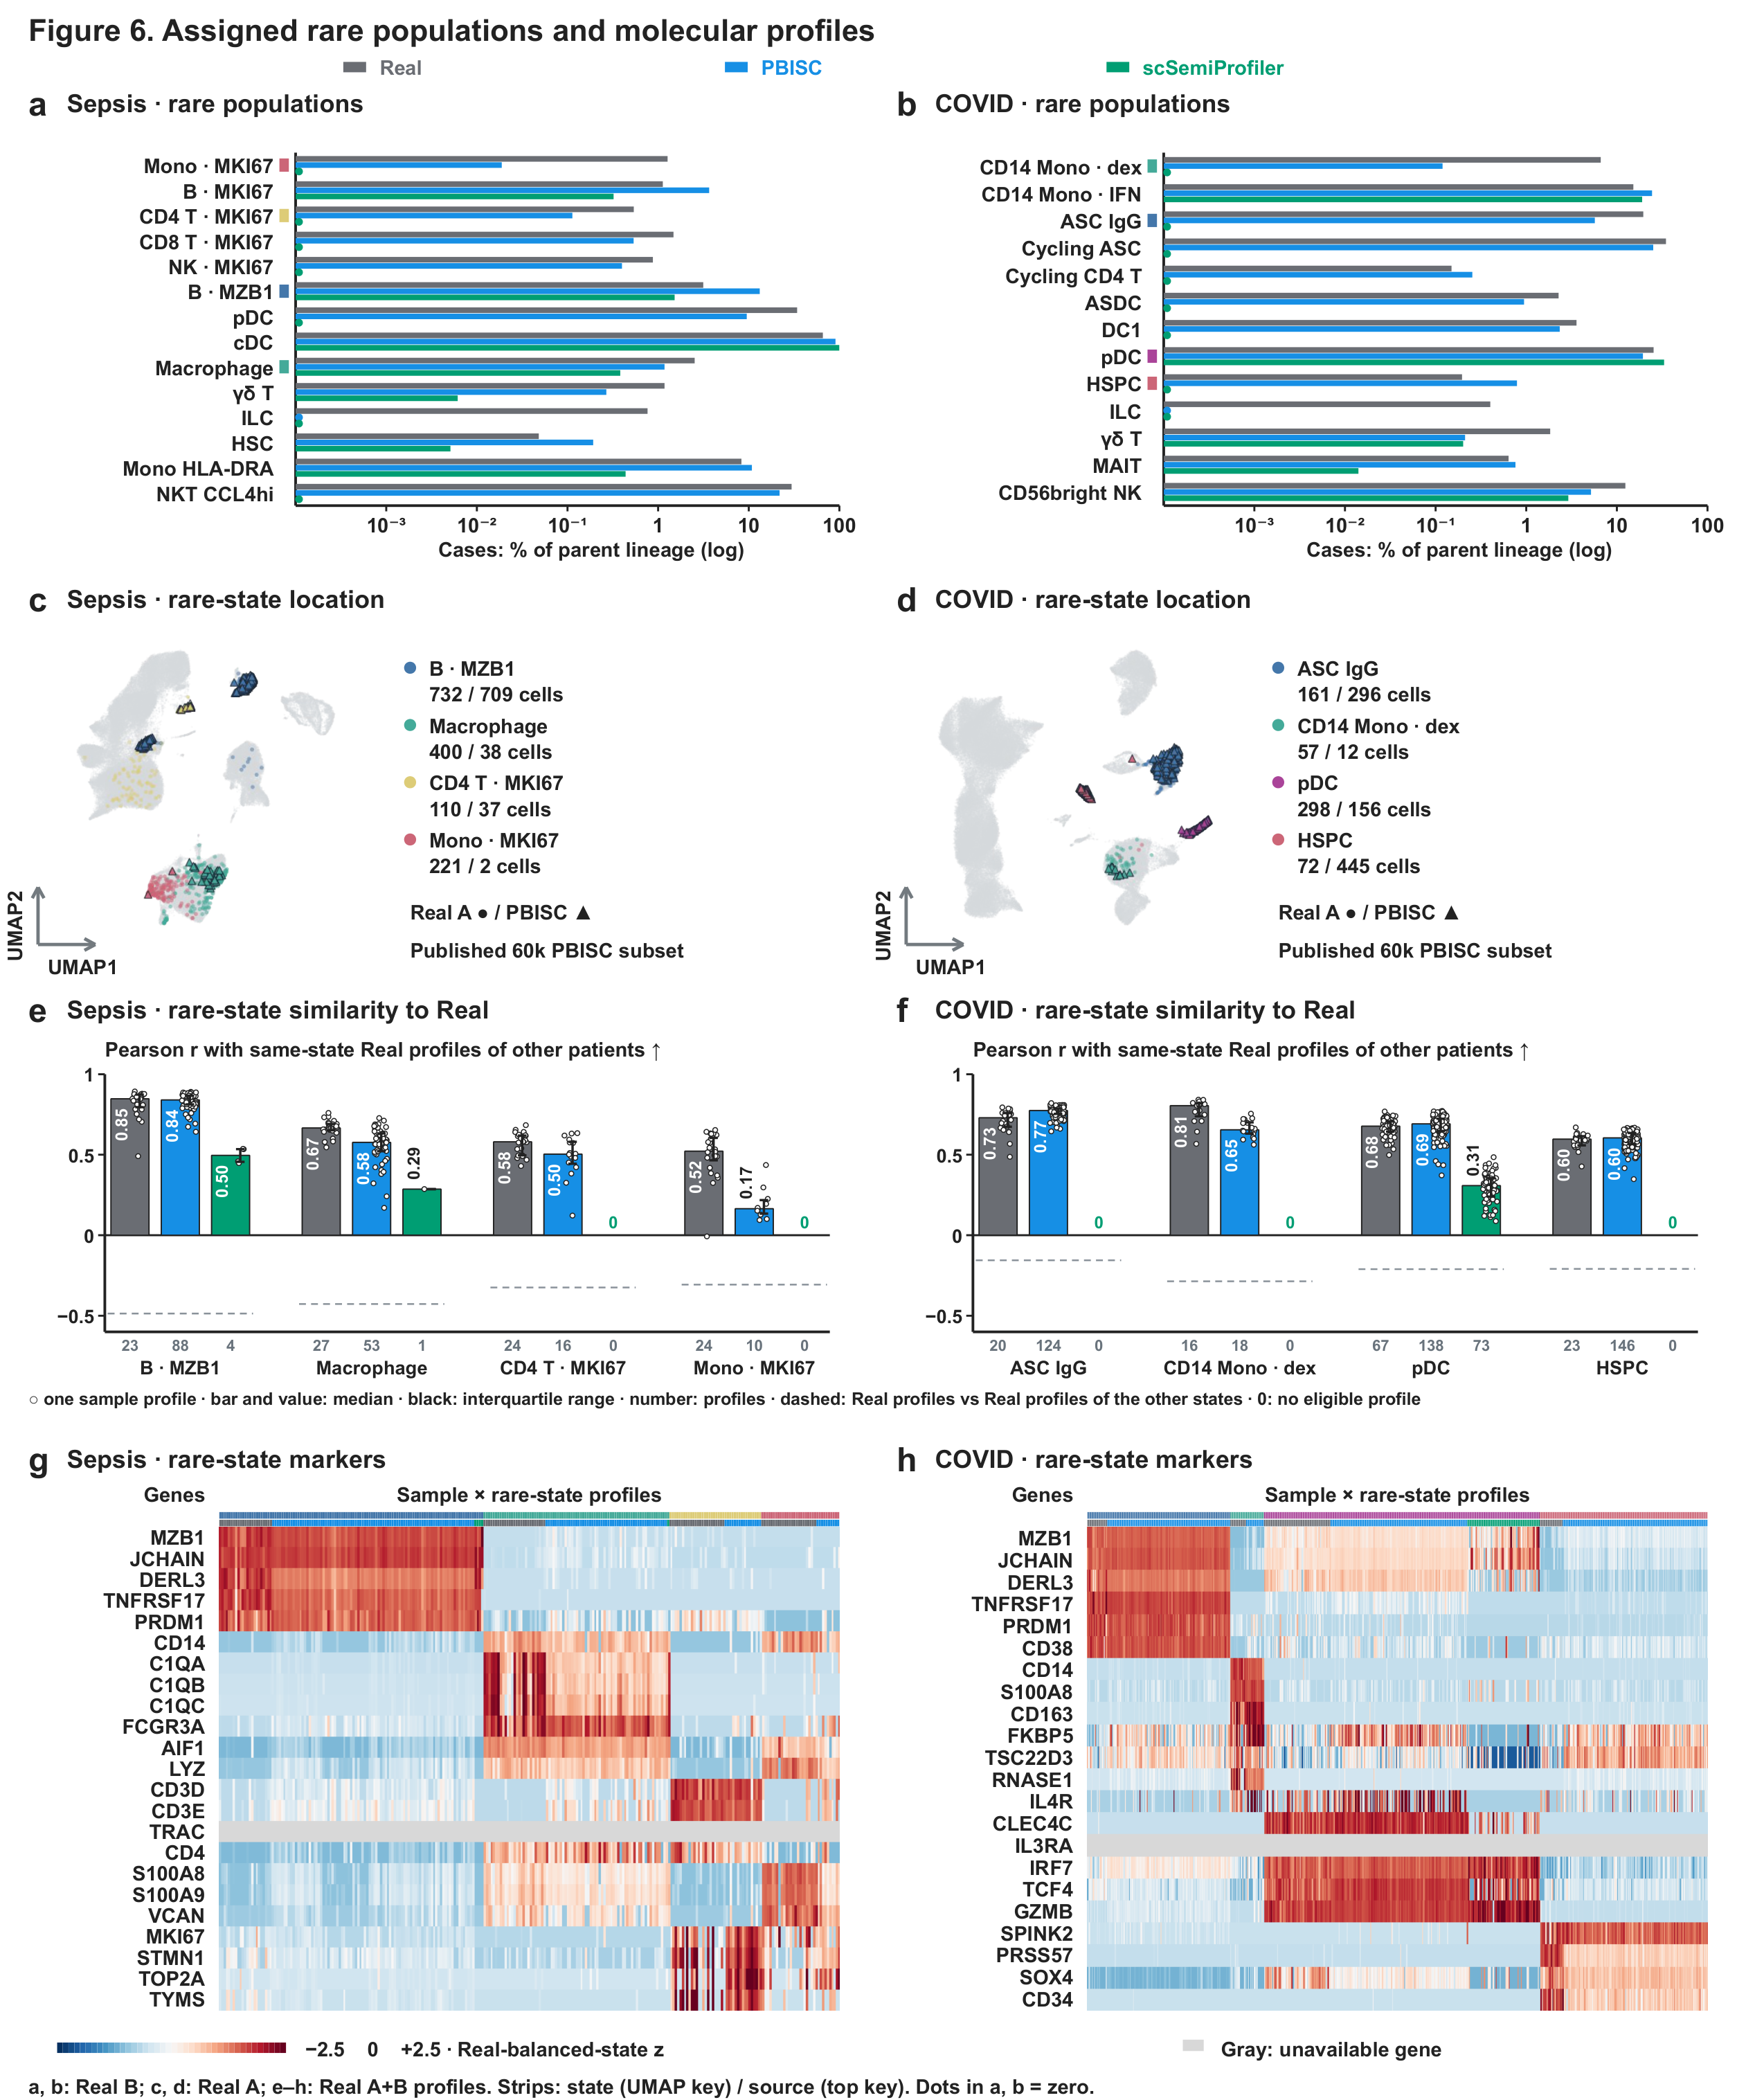 Figure 6. Assigned rare populations and molecular profiles
Real
PBISC
scSemiProfiler
a Sepsis · rare populations
Mono · MKI67
B · MKI67
CD4 T · MKI67
CD8 T · MKI67
NK · MKI67
B · MZB1
pDC
cDC
Macrophage
γδ T
ILC
HSC
Mono HLA-DRA
NKT CCL4hi
10⁻³ 10⁻² 10⁻¹ 1 10 100
Cases: % of parent lineage (log)
b COVID · rare populations
CD14 Mono · dex
CD14 Mono · IFN
ASC IgG
Cycling ASC
Cycling CD4 T
ASDC
DC1
pDC
HSPC
ILC
γδ T
MAIT
CD56bright NK
10⁻³ 10⁻² 10⁻¹ 1 10 100
Cases: % of parent lineage (log)
c Sepsis · rare-state location
B · MZB1
732 / 709 cells
Macrophage
400 / 38 cells
CD4 T · MKI67
110 / 37 cells
Mono · MKI67
221 / 2 cells
Real A ● / PBISC ▲
Published 60k PBISC subset
UMAP2
UMAP1
d COVID · rare-state location
ASC IgG
161 / 296 cells
CD14 Mono · dex
57 / 12 cells
pDC
298 / 156 cells
HSPC
72 / 445 cells
Real A ● / PBISC ▲
Published 60k PBISC subset
UMAP2
UMAP1
e Sepsis · rare-state similarity to Real
Pearson r with same-state Real profiles of other patients ↑
1
0.5
0
−0.5
0.85 0.84 0.50 0.67 0.58 0.29 0.58 0.50 0 0.52 0.17 0
23 88 4 27 53 1 24 16 0 24 10 0
B · MZB1 Macrophage CD4 T · MKI67 Mono · MKI67
f COVID · rare-state similarity to Real
Pearson r with same-state Real profiles of other patients ↑
1
0.5
0
−0.5
0.73 0.77 0 0.81 0.65 0 0.68 0.69 0.31 0.60 0.60 0
20 124 0 16 18 0 67 138 73 23 146 0
ASC IgG CD14 Mono · dex pDC HSPC
○ one sample profile · bar and value: median · black: interquartile range · number: profiles · dashed: Real profiles vs Real profiles of the other states · 0: no eligible profile
g Sepsis · rare-state markers
Genes Sample × rare-state profiles
MZB1
JCHAIN
DERL3
TNFRSF17
PRDM1
CD14
C1QA
C1QB
C1QC
FCGR3A
AIF1
LYZ
CD3D
CD3E
TRAC
CD4
S100A8
S100A9
VCAN
MKI67
STMN1
TOP2A
TYMS
h COVID · rare-state markers
Genes Sample × rare-state profiles
MZB1
JCHAIN
DERL3
TNFRSF17
PRDM1
CD38
CD14
S100A8
CD163
FKBP5
TSC22D3
RNASE1
IL4R
CLEC4C
IL3RA
IRF7
TCF4
GZMB
SPINK2
PRSS57
SOX4
CD34
−2.5 0 +2.5 · Real-balanced-state z
Gray: unavailable gene
a, b: Real B; c, d: Real A; e–h: Real A+B profiles. Strips: state (UMAP key) / source (top key). Dots in a, b = zero.